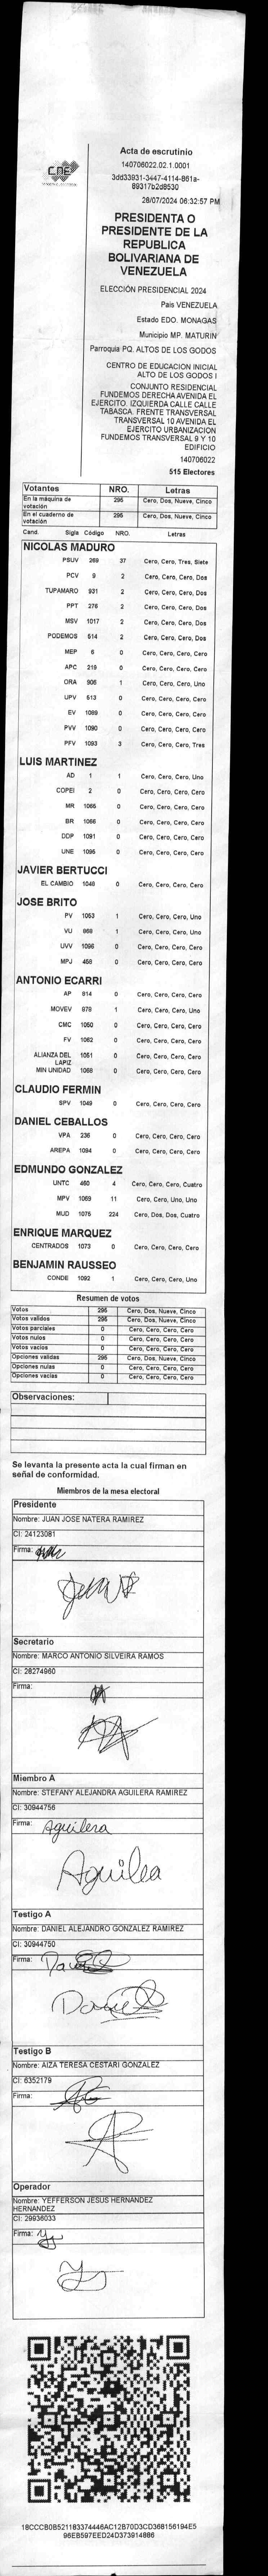 CNE
Acta de escrutinio
140706022.02.1.0001
3dd33931-3447-4114-861a-
89317b2d8530
28/07/2024 06:32:57 PM
PRESIDENTA O
PRESIDENTE DE LA
REPUBLICA
BOLIVARIANA DE
VENEZUELA
ELECCIÓN PRESIDENCIAL 2024
País VENEZUELA
Estado EDO. MONAGAS
Municipio MP. MATURIN
Parroquia PQ. ALTOS DE LOS GODOS
CENTRO DE EDUCACION INICIAL
ALTO DE LOS GODOS I
CONJUNTO RESIDENCIAL
FUNDEMOS DERECHA AVENIDA EL
EJERCITO. IZQUIERDA CALLE CALLE
TABASCA. FRENTE TRANSVERSAL
TRANSVERSAL 10 AVENIDA EL
EJERCITO URBANIZACION
FUNDEMOS TRANSVERSAL 9 Y 10
EDIFICIO
140706022
515 Electores
Votantes NRO. Letras
En la máquina de votación 295 Cero, Dos, Nueve, Cinco
En el cuaderno de votación 295 Cero, Dos, Nueve, Cinco
Cand. Sigla Código NRO. Letras
NICOLAS MADURO
PSUV 269 37 Cero, Cero, Tres, Siete
PCV 9 2 Cero, Cero, Cero, Dos
TUPAMARO 931 2 Cero, Cero, Cero, Dos
PPT 276 2 Cero, Cero, Cero, Dos
MSV 1017 2 Cero, Cero, Cero, Dos
PODEMOS 514 2 Cero, Cero, Cero, Dos
MEP 6 0 Cero, Cero, Cero, Cero
APC 219 0 Cero, Cero, Cero, Cero
ORA 906 1 Cero, Cero, Cero, Uno
UPV 513 0 Cero, Cero, Cero, Cero
EV 1089 0 Cero, Cero, Cero, Cero
PVV 1090 0 Cero, Cero, Cero, Cero
PFV 1093 3 Cero, Cero, Cero, Tres
LUIS MARTINEZ
AD 1 1 Cero, Cero, Cero, Uno
COPEI 2 0 Cero, Cero, Cero, Cero
MR 1065 0 Cero, Cero, Cero, Cero
BR 1066 0 Cero, Cero, Cero, Cero
DDP 1091 0 Cero, Cero, Cero, Cero
UNE 1095 0 Cero, Cero, Cero, Cero
JAVIER BERTUCCI
EL CAMBIO 1048 0 Cero, Cero, Cero, Cero
JOSE BRITO
PV 1053 1 Cero, Cero, Cero, Uno
VU 868 1 Cero, Cero, Cero, Uno
UVV 1096 0 Cero, Cero, Cero, Cero
MPJ 458 0 Cero, Cero, Cero, Cero
ANTONIO ECARRI
AP 814 0 Cero, Cero, Cero, Cero
MOVEV 978 1 Cero, Cero, Cero, Uno
CMC 1050 0 Cero, Cero, Cero, Cero
FV 1062 0 Cero, Cero, Cero, Cero
ALIANZA DEL LAPIZ 1051 0 Cero, Cero, Cero, Cero
MIN UNIDAD 1068 0 Cero, Cero, Cero, Cero
CLAUDIO FERMIN
SPV 1049 0 Cero, Cero, Cero, Cero
DANIEL CEBALLOS
VPA 236 0 Cero, Cero, Cero, Cero
AREPA 1094 0 Cero, Cero, Cero, Cero
EDMUNDO GONZALEZ
UNTC 460 4 Cero, Cero, Cero, Cuatro
MPV 1069 11 Cero, Cero, Uno, Uno
MUD 1075 224 Cero, Dos, Dos, Cuatro
ENRIQUE MARQUEZ
CENTRADOS 1073 0 Cero, Cero, Cero, Cero
BENJAMIN RAUSSEO
CONDE 1092 1 Cero, Cero, Cero, Uno
Resumen de votos
Votos 295 Cero, Dos, Nueve, Cinco
Votos validos 295 Cero, Dos, Nueve, Cinco
Votos parciales 0 Cero, Cero, Cero, Cero
Votos nulos 0 Cero, Cero, Cero, Cero
Votos vacios 0 Cero, Cero, Cero, Cero
Opciones validas 295 Cero, Dos, Nueve, Cinco
Opciones nulas 0 Cero, Cero, Cero, Cero
Opciones vacias 0 Cero, Cero, Cero, Cero
Observaciones:
Se levanta la presente acta la cual firman en
señal de conformidad.
Miembros de la mesa electoral
Presidente
Nombre: JUAN JOSE NATERA RAMIREZ
CI: 24123081
Firma:
Secretario
Nombre: MARCO ANTONIO SILVEIRA RAMOS
CI: 28274960
Firma:
Miembro A
Nombre: STEFANY ALEJANDRA AGUILERA RAMIREZ
CI: 30944756
Firma: Aguilera
Aguilea
Testigo A
Nombre: DANIEL ALEJANDRO GONZALEZ RAMIREZ
CI: 30944750
Firma:
Testigo B
Nombre: AIZA TERESA CESTARI GONZALEZ
CI: 6352179
Firma:
Operador
Nombre: YEFFERSON JESUS HERNANDEZ
HERNANDEZ
CI: 29936033
Firma:
18CCCB0B521183374446AC12B70D3CD368156194E5
96EB597EED24D373914886